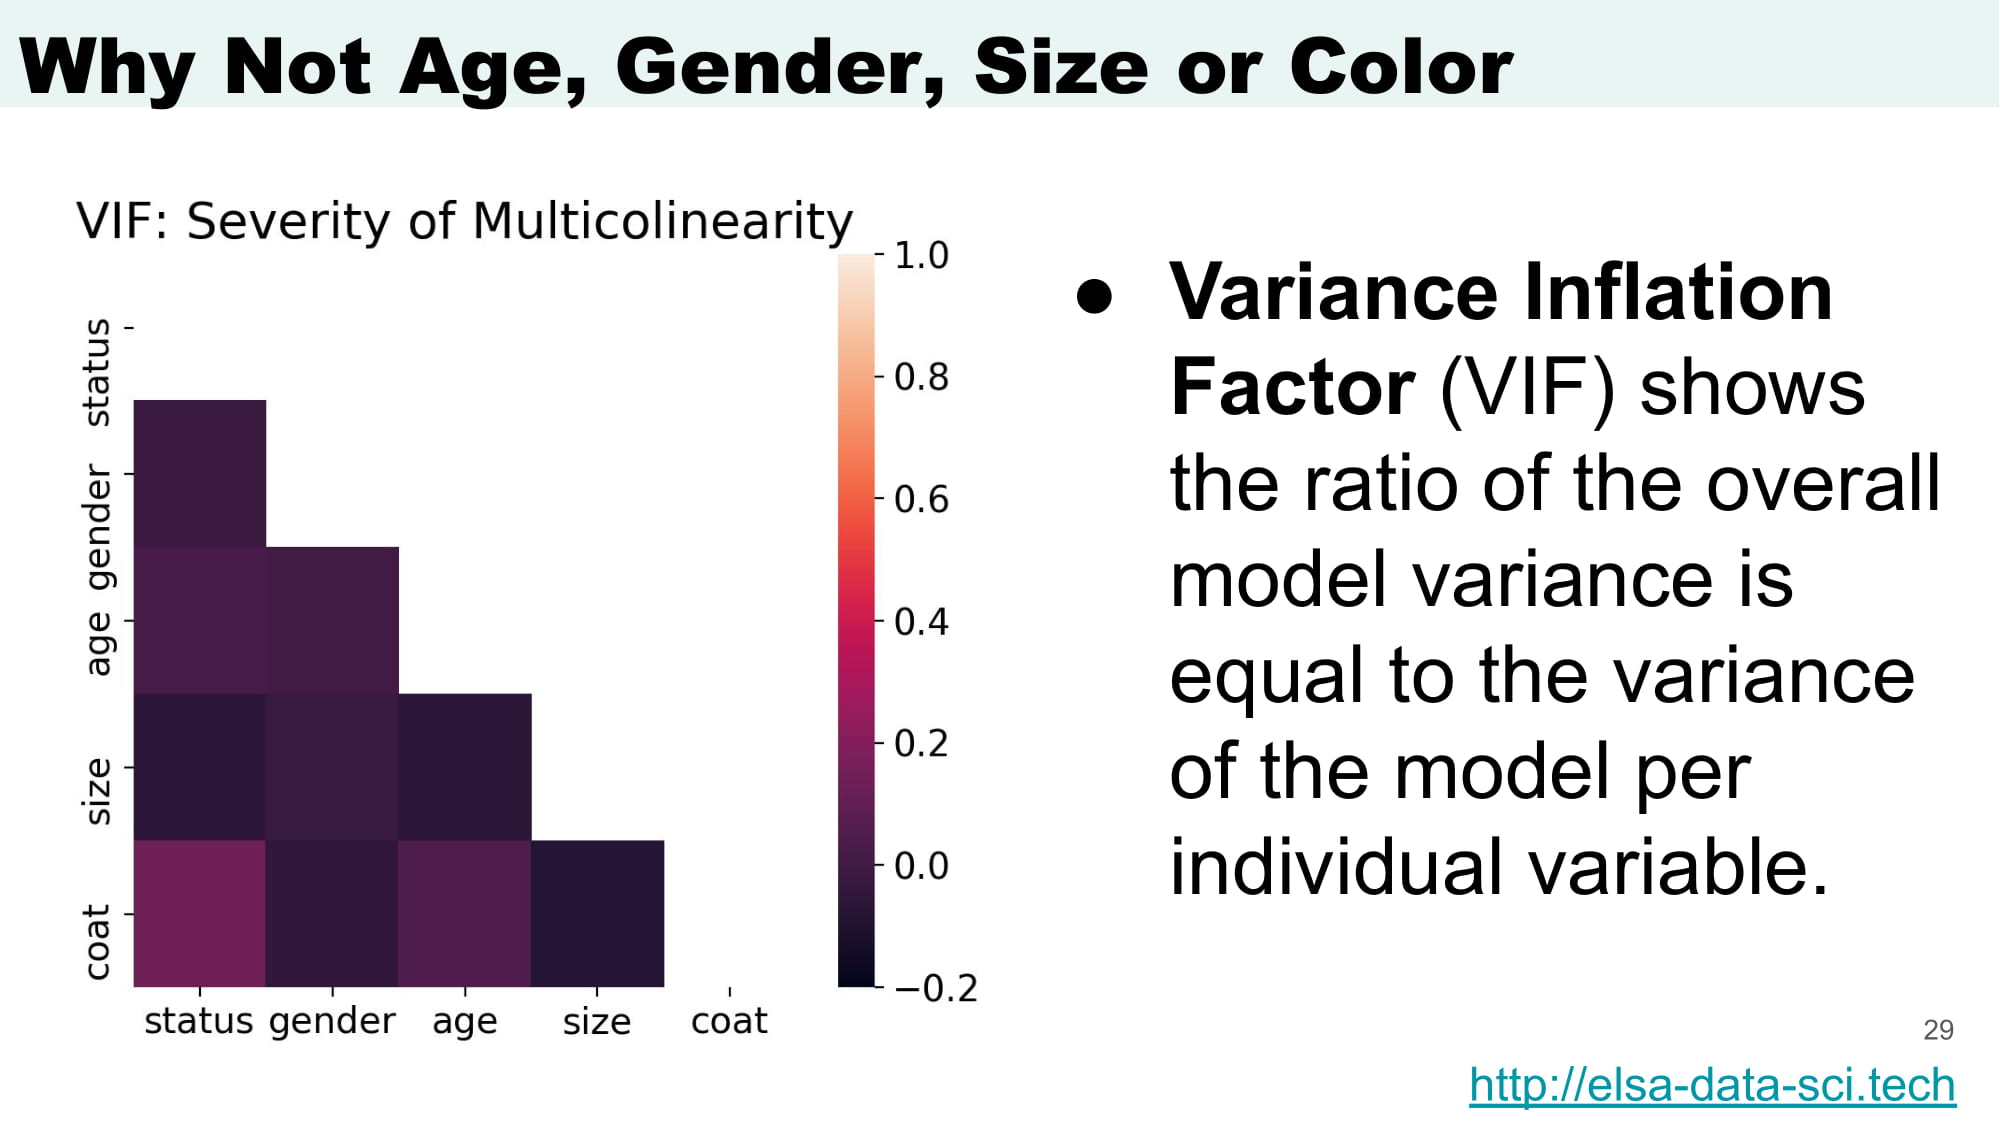 Why Not Age, Gender, Size or Color
VIF: Severity of Multicolinearity
status
gender
age
size
coat
status gender age size coat
1.0
0.8
0.6
0.4
0.2
0.0
−0.2
● Variance Inflation
Factor (VIF) shows
the ratio of the overall
model variance is
equal to the variance
of the model per
individual variable.
29
http://elsa-data-sci.tech